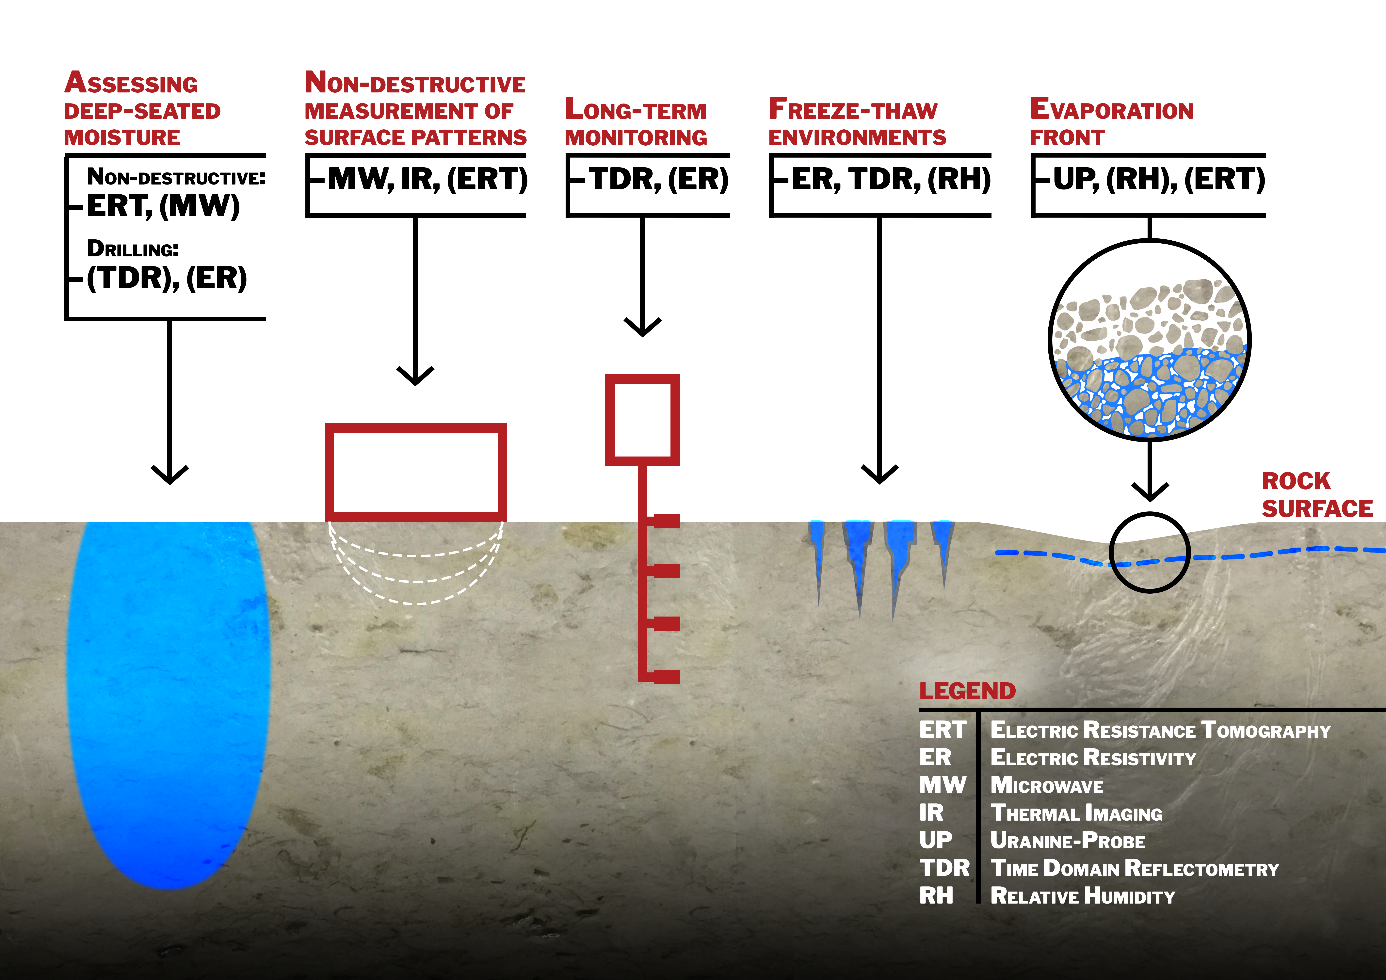 Assessing
deep-seated
moisture
Non-destructive:
ERT, (MW)
Drilling:
(TDR), (ER)
Non-destructive
measurement of
surface patterns
MW, IR, (ERT)
Long-term
monitoring
TDR, (ER)
Freeze-thaw
environments
ER, TDR, (RH)
Evaporation
front
UP, (RH), (ERT)
ROCK
SURFACE
LEGEND
ERT Electric Resistance Tomography
ER Electric Resistivity
MW Microwave
IR Thermal Imaging
UP Uranine-Probe
TDR Time Domain Reflectometry
RH Relative Humidity